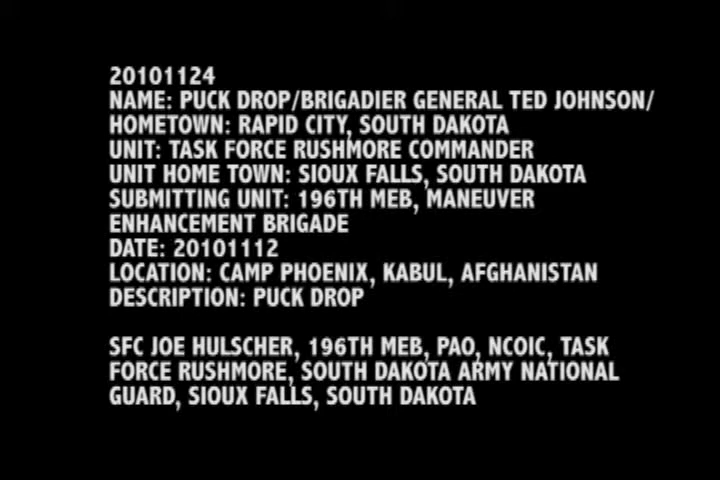 20101124
NAME: PUCK DROP/BRIGADIER GENERAL TED JOHNSON/
HOMETOWN: RAPID CITY, SOUTH DAKOTA
UNIT: TASK FORCE RUSHMORE COMMANDER
UNIT HOME TOWN: SIOUX FALLS, SOUTH DAKOTA
SUBMITTING UNIT: 196TH MEB, MANEUVER
ENHANCEMENT BRIGADE
DATE: 20101112
LOCATION: CAMP PHOENIX, KABUL, AFGHANISTAN
DESCRIPTION: PUCK DROP
SFC JOE HULSCHER, 196TH MEB, PAO, NCOIC, TASK
FORCE RUSHMORE, SOUTH DAKOTA ARMY NATIONAL
GUARD, SIOUX FALLS, SOUTH DAKOTA